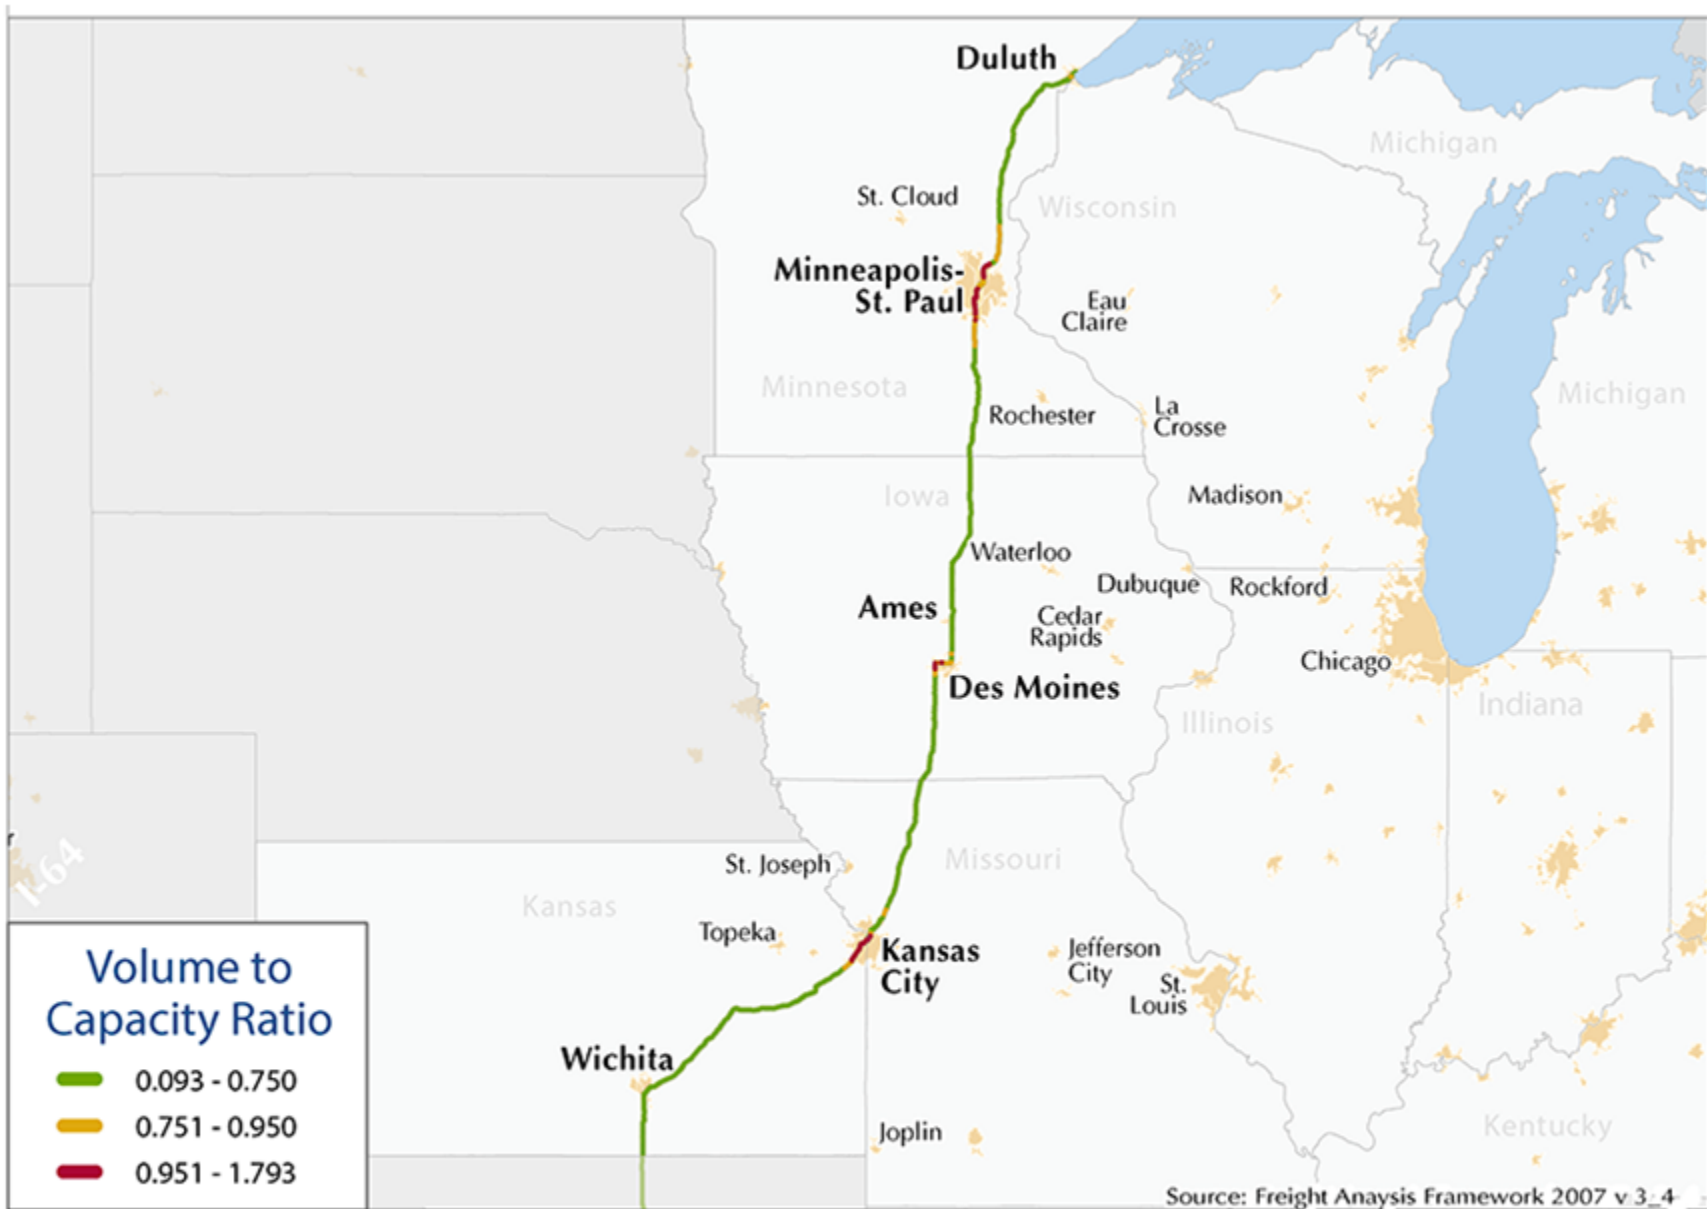 Duluth
Michigan
St. Cloud
Wisconsin
Minneapolis-
St. Paul
Eau
Claire
Minnesota
Michigan
Rochester
La
Crosse
Iowa
Madison
Waterloo
Dubuque
Rockford
Ames
Cedar
Rapids
Chicago
Des Moines
Indiana
Illinois
I-64
St. Joseph
Missouri
Kansas
Topeka
Kansas
City
Jefferson
City
St.
Louis
Wichita
Joplin
Kentucky
Volume to
Capacity Ratio
0.093 - 0.750
0.751 - 0.950
0.951 - 1.793
Source: Freight Anaysis Framework 2007 v 3_4